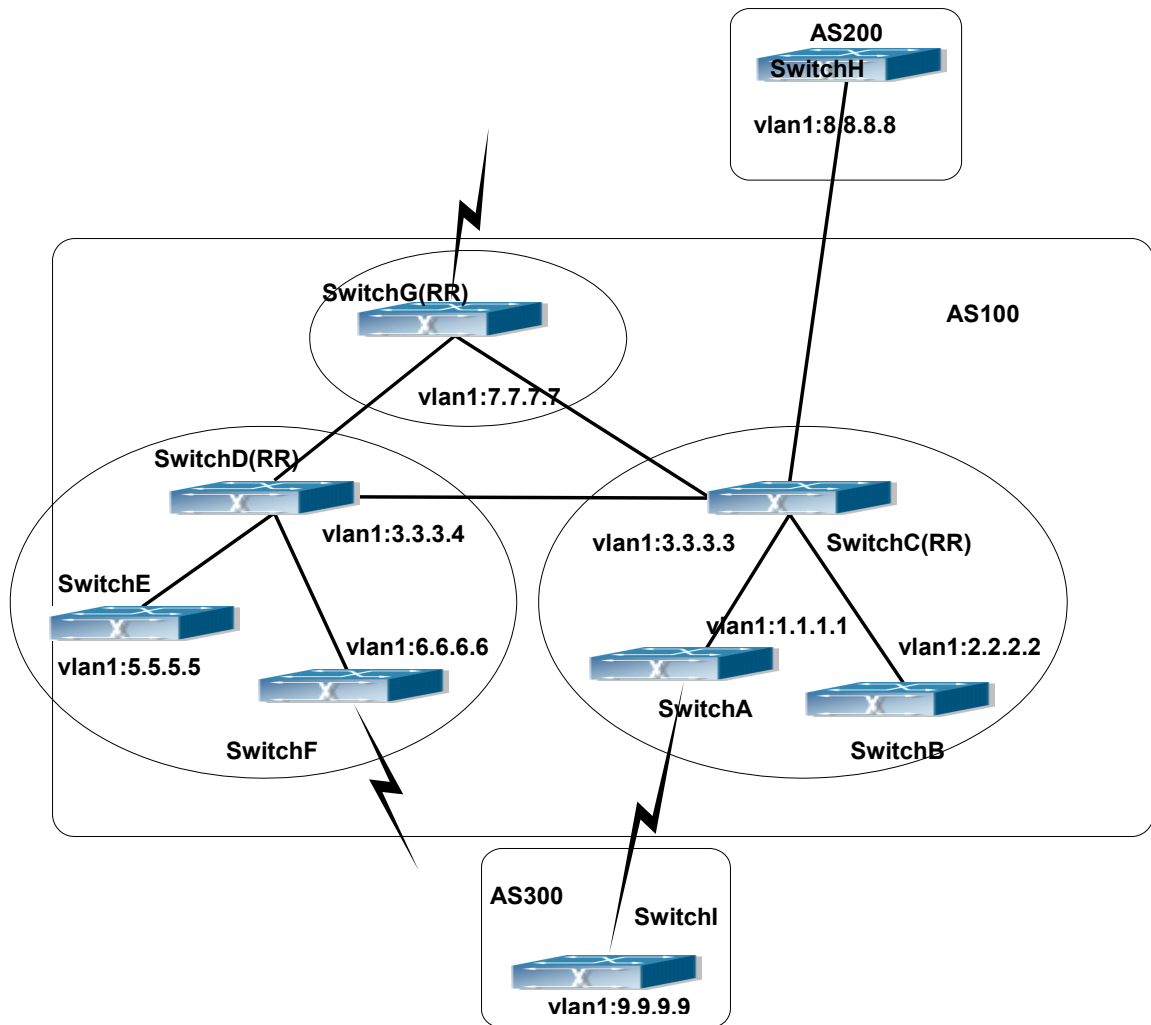 AS200
SwitchH
vlan1:8.8.8.8
SwitchG(RR)
AS100
vlan1:7.7.7.7
SwitchD(RR)
vlan1:3.3.3.4
vlan1:3.3.3.3
SwitchC(RR)
SwitchE
vlan1:5.5.5.5
vlan1:6.6.6.6
SwitchF
vlan1:1.1.1.1
vlan1:2.2.2.2
SwitchA
SwitchB
AS300
SwitchI
vlan1:9.9.9.9